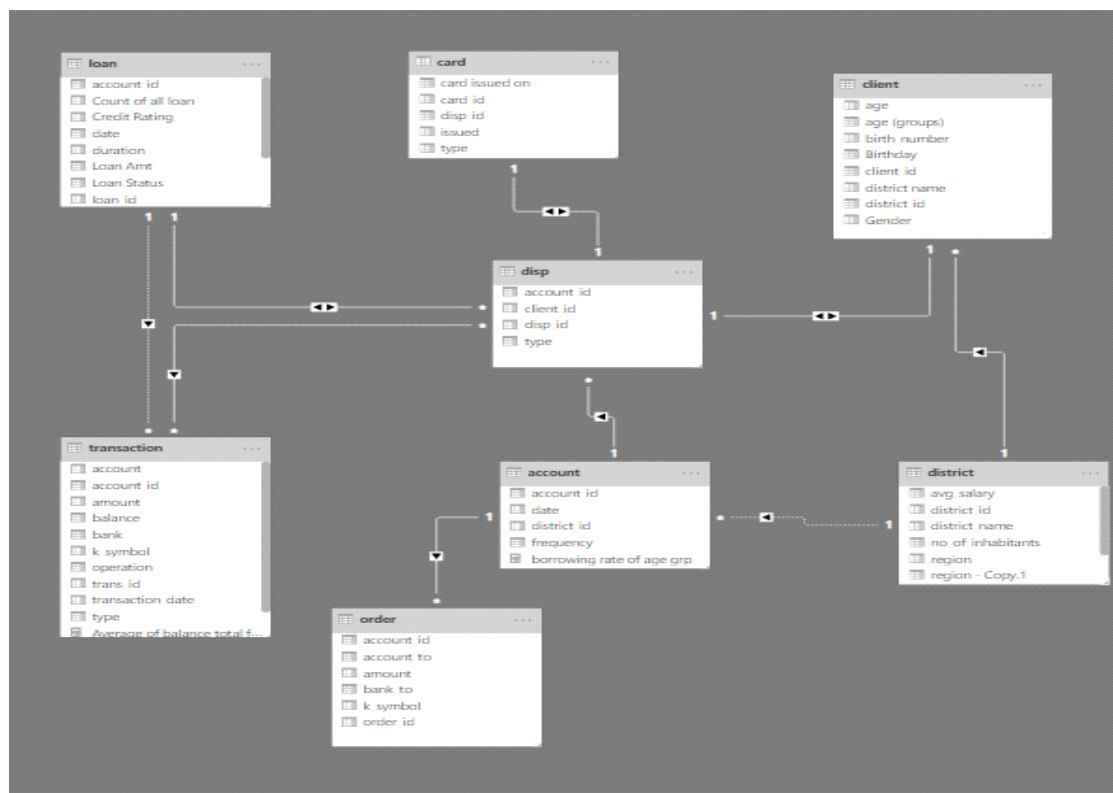 loan
account id
Count of all loan
Credit Rating
date
duration
Loan Amt
Loan Status
loan id
card
card issued on
card id
disp id
issued
type
client
age
age (groups)
birth number
Birthday
client id
district name
district id
Gender
1
1
1
1
*
1
disp
account id
client id
disp id
type
*
*
1
*
*
*
1
1
transaction
account
account id
amount
balance
bank
k symbol
operation
trans id
transaction date
type
Average of balance total f...
account
account id
date
district id
frequency
borrowing rate of age grp
district
avg salary
district id
district name
no of inhabitants
region
region - Copy.1
1
*
1
*
order
account id
account to
amount
bank to
k symbol
order id